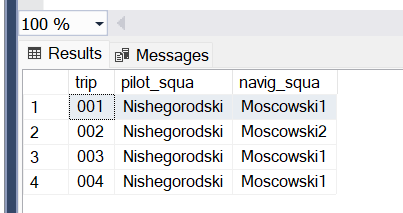 100 %
Results Messages
trip pilot_squa navig_squa
1 001 Nishegorodski Moscowski1
2 002 Nishegorodski Moscowski2
3 003 Nishegorodski Moscowski1
4 004 Nishegorodski Moscowski1